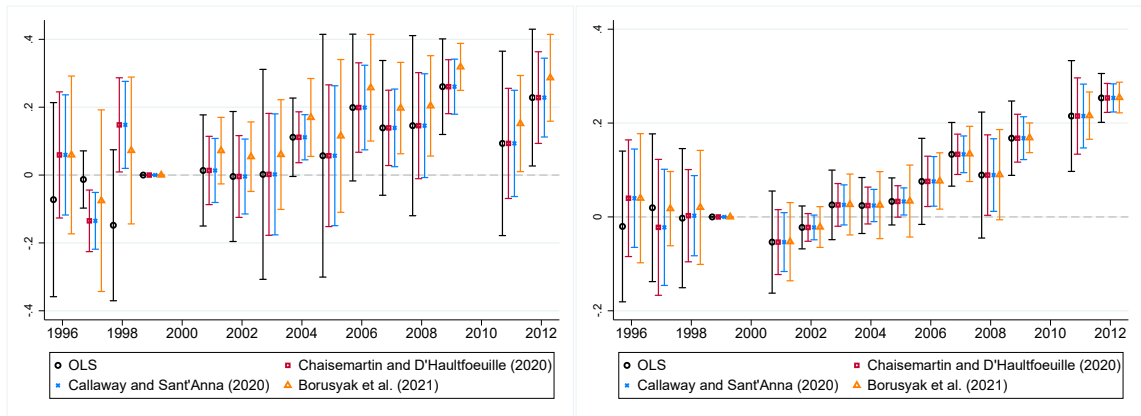 .4
.2
0
-.2
-.4
1996 1998 2000 2002 2004 2006 2008 2010 2012
OLS Chaisemartin and D'Haultfoeuille (2020)
Callaway and Sant'Anna (2020) Borusyak et al. (2021)
.4
.2
0
-.2
1996 1998 2000 2002 2004 2006 2008 2010 2012
OLS Chaisemartin and D'Haultfoeuille (2020)
Callaway and Sant'Anna (2020) Borusyak et al. (2021)